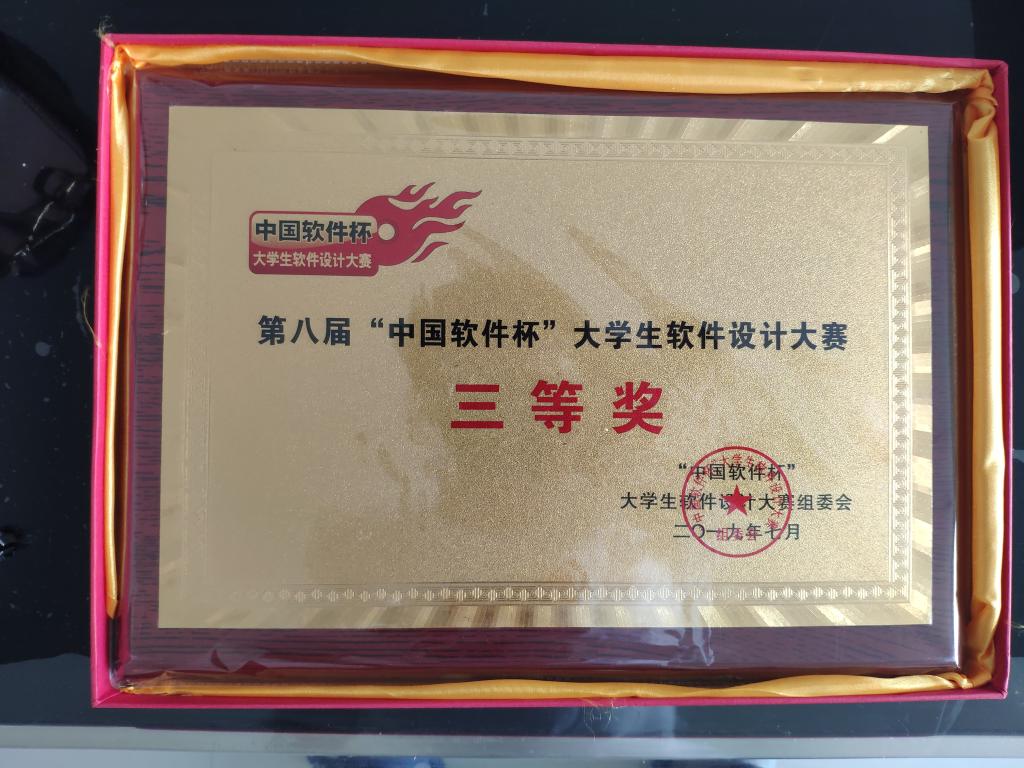 中国软件杯
大学生软件设计大赛
第八届“中国软件杯”大学生软件设计大赛
三等奖
“中国软件杯”
大学生软件设计大赛组委会
二〇一九年七月
组委会